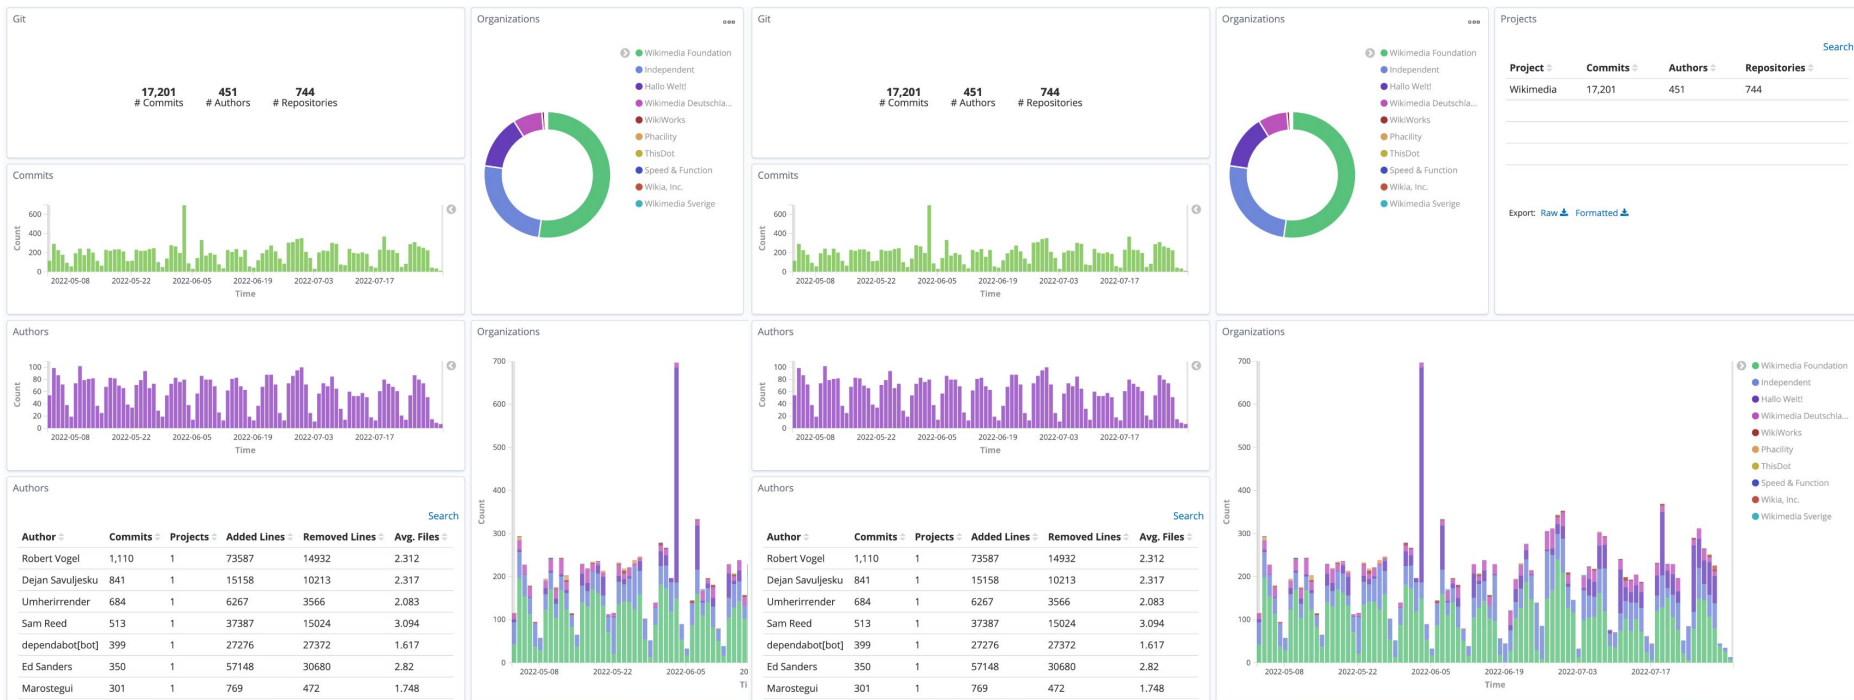 Git
17,201 451 744
# Commits # Authors # Repositories
Commits
Count
600
400
200
0
2022-05-08 2022-05-22 2022-06-05 2022-06-19 2022-07-03 2022-07-17
Time
Authors
Count
100
80
60
40
20
0
2022-05-08 2022-05-22 2022-06-05 2022-06-19 2022-07-03 2022-07-17
Time
Authors
Search
Author Commits Projects Added Lines Removed Lines Avg. Files
Robert Vogel 1,110 1 73587 14932 2.312
Dejan Savuljesku 841 1 15158 10213 2.317
Umherirrender 684 1 6267 3566 2.083
Sam Reed 513 1 37387 15024 3.094
dependabot[bot] 399 1 27276 27372 1.617
Ed Sanders 350 1 57148 30680 2.82
Marostegui 301 1 769 472 1.748
Organizations
Wikimedia Foundation
Independent
Hallo Welt!
Wikimedia Deutschla...
WikiWorks
Phacility
ThisDot
Speed & Function
Wikia, Inc.
Wikimedia Sverige
Organizations
Count
700
600
500
400
300
200
100
0
2022-05-08 2022-05-22 2022-06-05 20
Ti
Git
17,201 451 744
# Commits # Authors # Repositories
Commits
Count
600
400
200
0
2022-05-08 2022-05-22 2022-06-05 2022-06-19 2022-07-03 2022-07-17
Time
Authors
Count
100
80
60
40
20
0
2022-05-08 2022-05-22 2022-06-05 2022-06-19 2022-07-03 2022-07-17
Time
Authors
Search
Author Commits Projects Added Lines Removed Lines Avg. Files
Robert Vogel 1,110 1 73587 14932 2.312
Dejan Savuljesku 841 1 15158 10213 2.317
Umherirrender 684 1 6267 3566 2.083
Sam Reed 513 1 37387 15024 3.094
dependabot[bot] 399 1 27276 27372 1.617
Ed Sanders 350 1 57148 30680 2.82
Marostegui 301 1 769 472 1.748
Organizations
Wikimedia Foundation
Independent
Hallo Welt!
Wikimedia Deutschla...
WikiWorks
Phacility
ThisDot
Speed & Function
Wikia, Inc.
Wikimedia Sverige
Projects
Search
Project Commits Authors Repositories
Wikimedia 17,201 451 744
Export: Raw Formatted
Organizations
Count
700
600
500
400
300
200
100
0
2022-05-08 2022-05-22 2022-06-05 2022-06-19 2022-07-03 2022-07-17
Time
Wikimedia Foundation
Independent
Hallo Welt!
Wikimedia Deutschla...
WikiWorks
Phacility
ThisDot
Speed & Function
Wikia, Inc.
Wikimedia Sverige